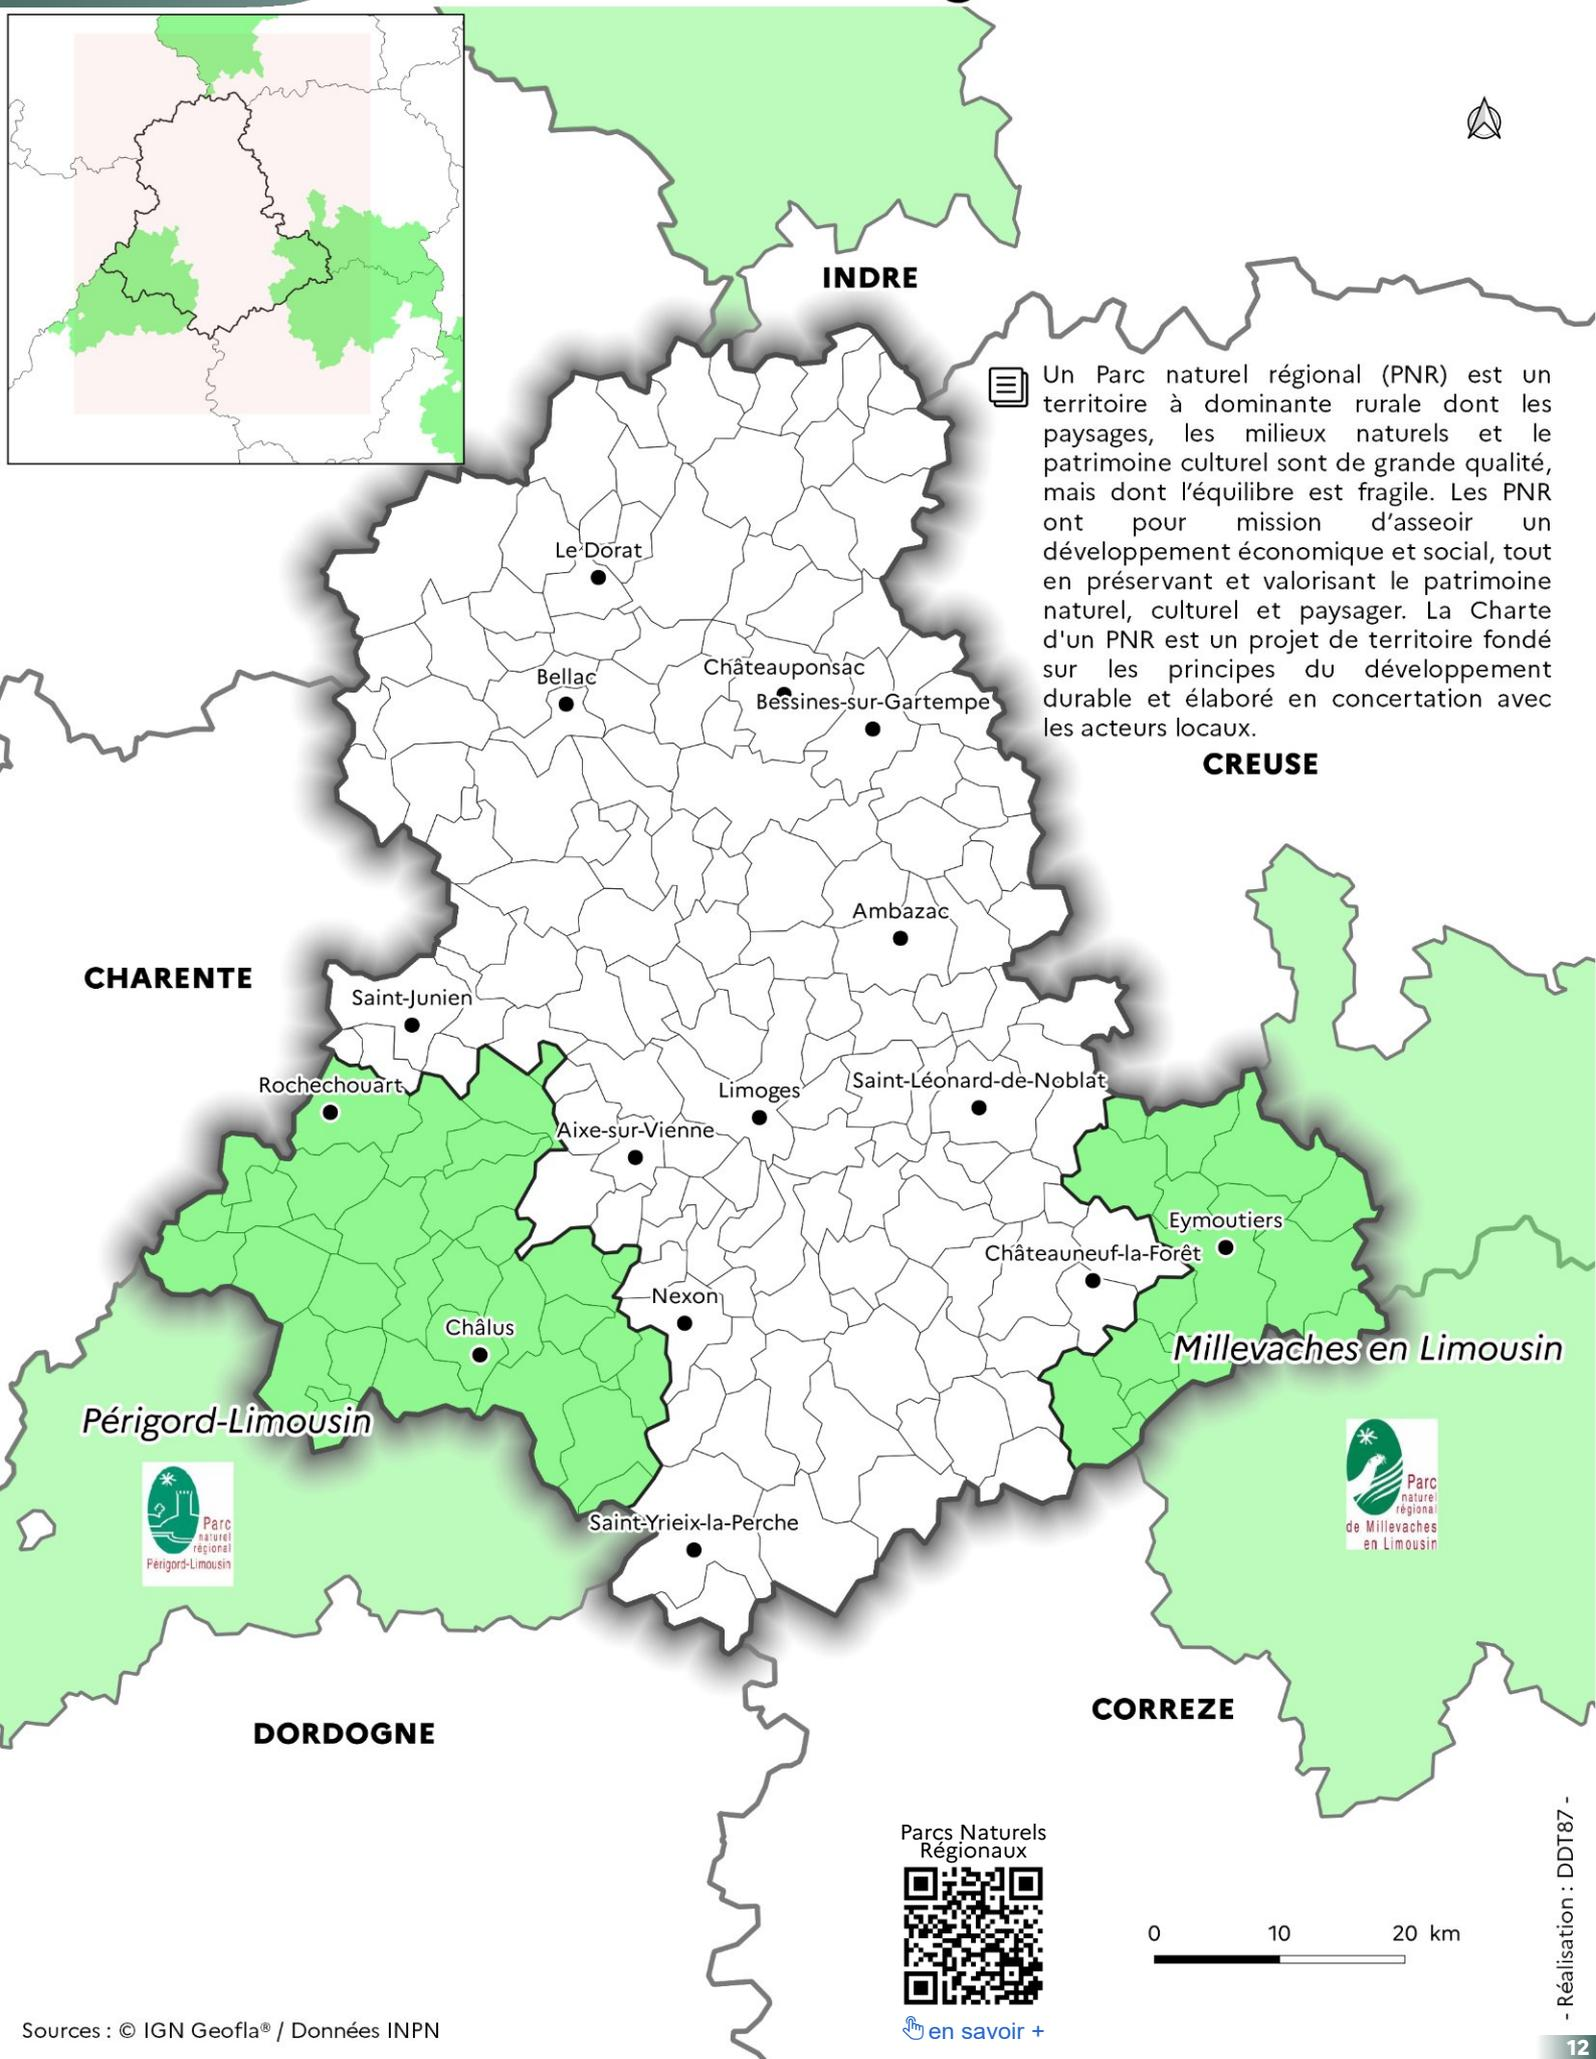 INDRE
Un Parc naturel régional (PNR) est un
territoire à dominante rurale dont les
paysages, les milieux naturels et le
patrimoine culturel sont de grande qualité,
mais dont l’équilibre est fragile. Les PNR
ont pour mission d’asseoir un
développement économique et social, tout
en préservant et valorisant le patrimoine
naturel, culturel et paysager. La Charte
d'un PNR est un projet de territoire fondé
sur les principes du développement
durable et élaboré en concertation avec
les acteurs locaux.
CREUSE
Le Dorat
Châteauponsac
Bellac
Bessines-sur-Gartempe
Ambazac
CHARENTE
Saint-Junien
Rochechouart
Limoges
Saint-Léonard-de-Noblat
Aixe-sur-Vienne
Eymoutiers
Châteauneuf-la-Forêt
Nexon
Châlus
Millevaches en Limousin
Périgord-Limousin
Parc
naturel
régional
de Millevaches
en Limousin
Parc
naturel
régional
Périgord-Limousin
Saint-Yrieix-la-Perche
CORREZE
DORDOGNE
Parcs Naturels
Régionaux
en savoir +
0 10 20 km
- Réalisation : DDT87 -
Sources : © IGN Geofla® / Données INPN
12